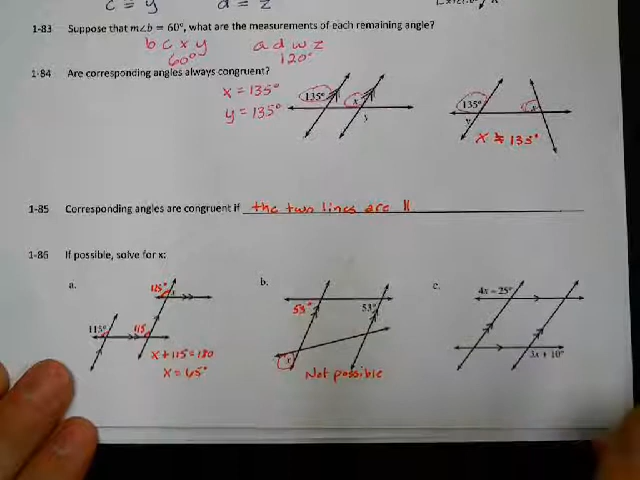 c ≅ y d = z
1-83 Suppose that m∠b = 60°, what are the measurements of each remaining angle?
b c x y a d w z
60° 120°
1-84 Are corresponding angles always congruent?
x = 135°
y = 135°
135° x
y
135° x
y
x ≠ 135°
1-85 Corresponding angles are congruent if the two lines are ||
1-86 If possible, solve for x:
a. b. c.
115° x
115° 115
x + 115 = 180
x = 65°
53° 53°
x
Not possible
4x − 25°
3x + 10°